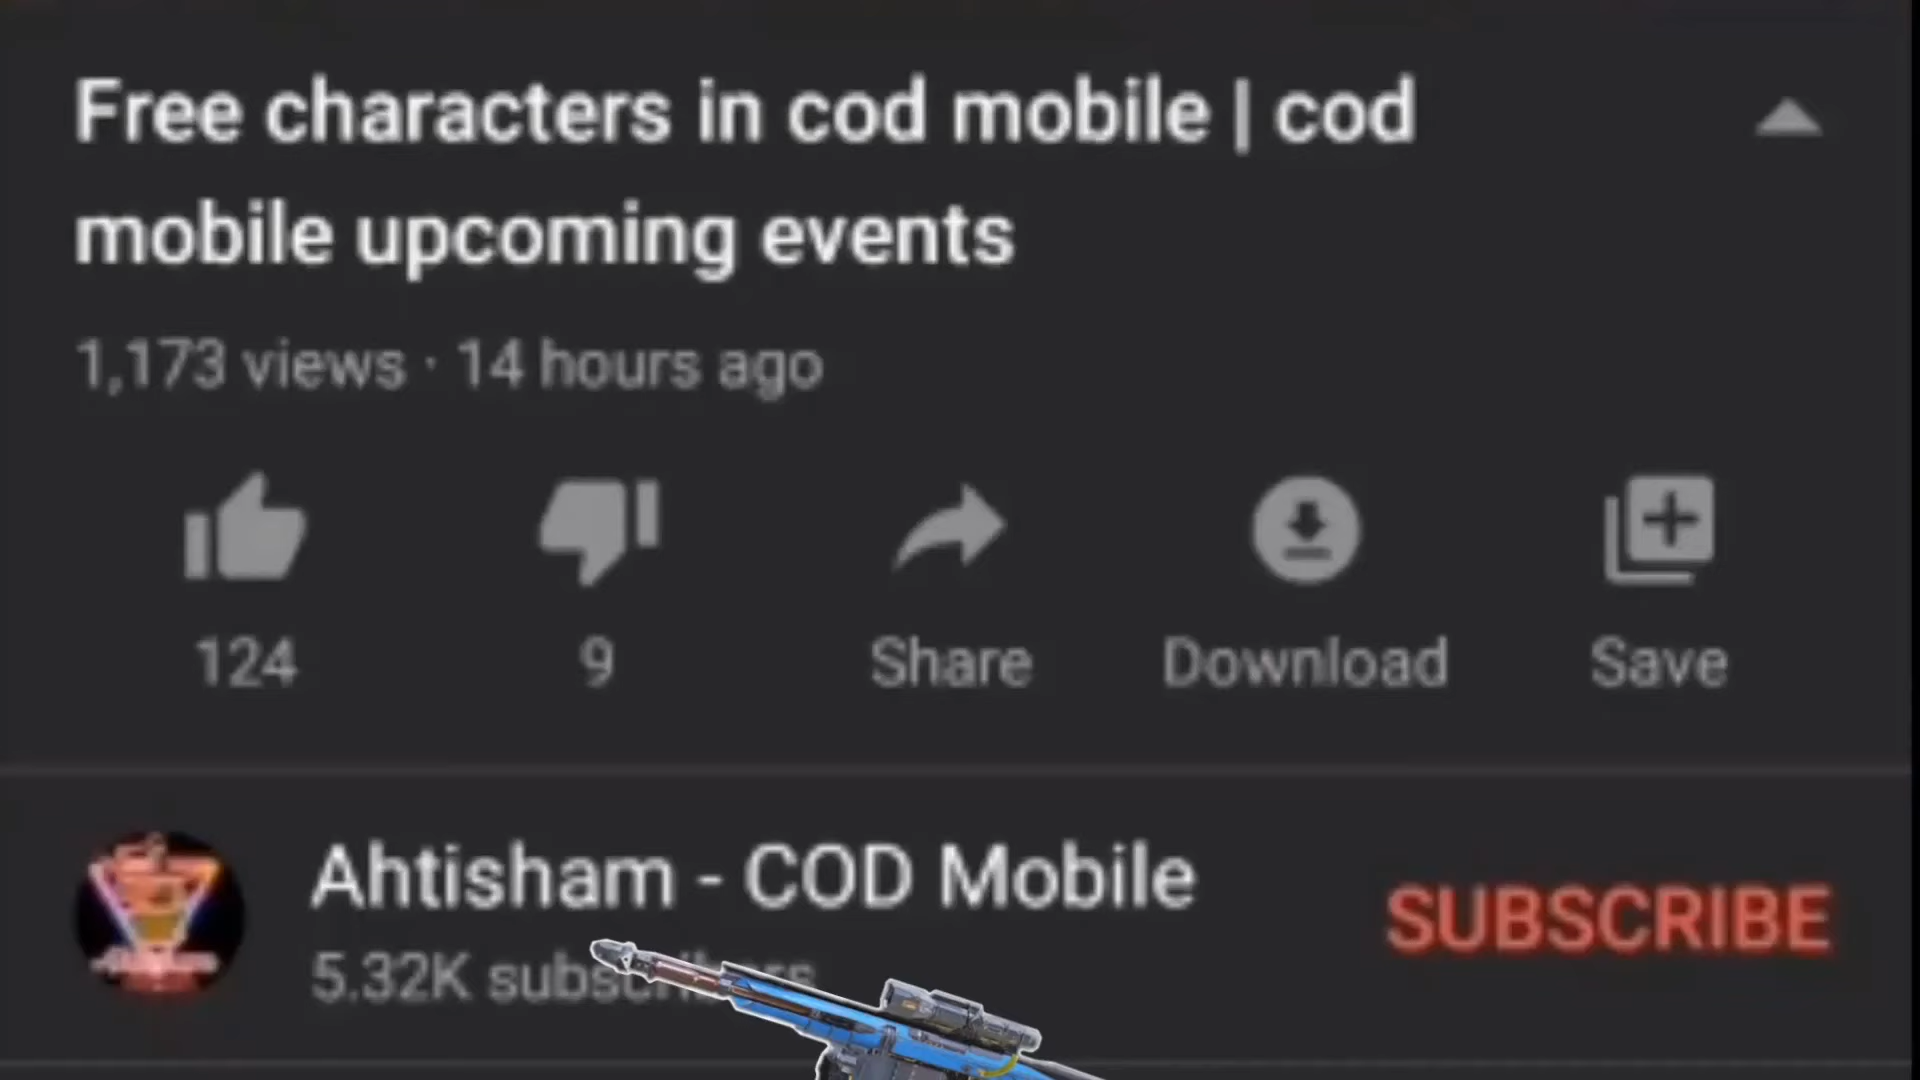 Free characters in cod mobile | cod
mobile upcoming events
1,173 views · 14 hours ago
124 9 Share Download Save
Ahtisham - COD Mobile
SUBSCRIBE
5.32K subscribers